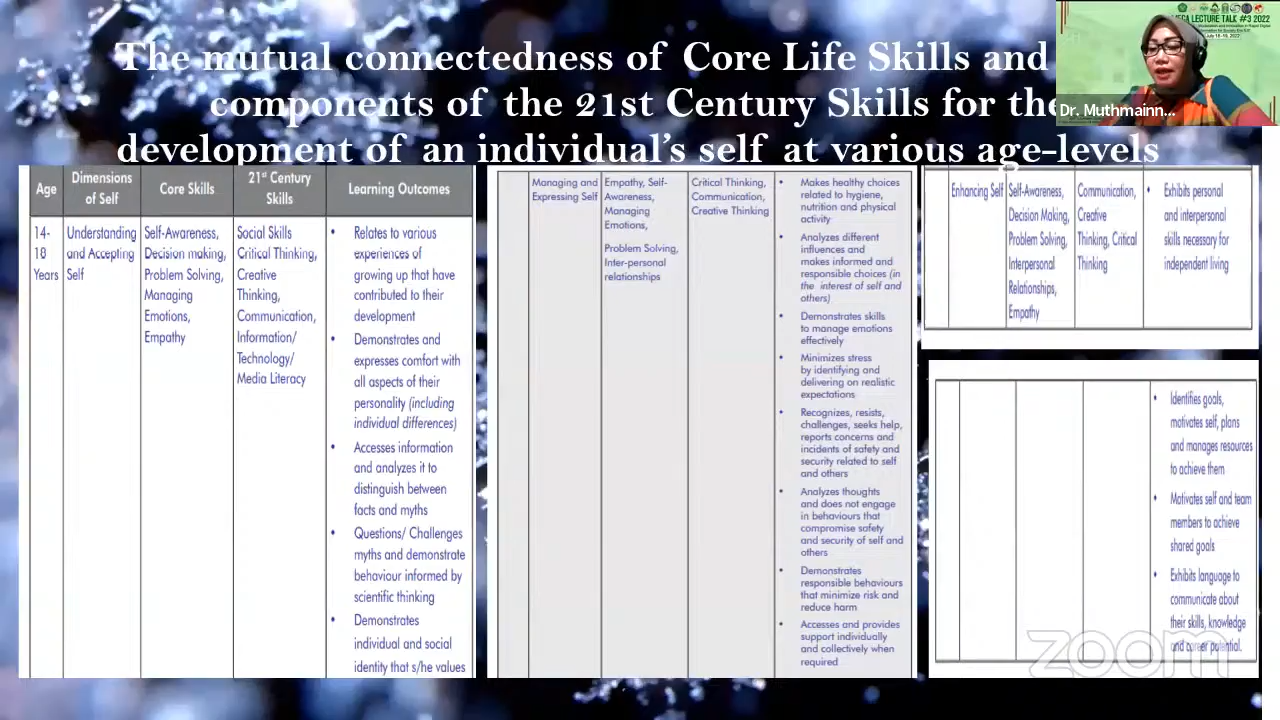 The mutual connectedness of Core Life Skills and
components of the 21st Century Skills for the
development of an individual's self at various age-levels
MEGA LECTURE TALK #3 2022
July 18-19, 2022
Dr. Muthmainn...
Age
Dimensions
of Self
Core Skills
21st Century
Skills
Learning Outcomes
14-
18
Years
Understanding
and Accepting
Self
Self-Awareness,
Decision making,
Problem Solving,
Managing
Emotions,
Empathy
Social Skills
Critical Thinking,
Creative
Thinking,
Communication,
Information/
Technology/
Media Literacy
• Relates to various
experiences of
growing up that have
contributed to their
development
• Demonstrates and
expresses comfort with
all aspects of their
personality (including
individual differences)
• Accesses information
and analyzes it to
distinguish between
facts and myths
• Questions/ Challenges
myths and demonstrate
behaviour informed by
scientific thinking
• Demonstrates
individual and social
identity that s/he values
Managing and
Expressing Self
Empathy, Self-
Awareness,
Managing
Emotions,
Problem Solving,
Inter-personal
relationships
Critical Thinking,
Communication,
Creative Thinking
• Makes healthy choices
related to hygiene,
nutrition and physical
activity
• Analyzes different
influences and
makes informed and
responsible choices (in
the interest of self and
others)
• Demonstrates skills
to manage emotions
effectively
• Minimizes stress
by identifying and
delivering on realistic
expectations
• Recognizes, resists,
challenges, seeks help,
reports concerns and
incidents of safety and
security related to self
and others
• Analyzes thoughts
and does not engage
in behaviours that
compromise safety
and security of self and
others
• Demonstrates
responsible behaviours
that minimize risk and
reduce harm
• Accesses and provides
support individually
and collectively when
required
Enhancing Self
Self-Awareness,
Decision Making,
Problem Solving,
Interpersonal
Relationships,
Empathy
Communication,
Creative
Thinking, Critical
Thinking
• Exhibits personal
and interpersonal
skills necessary for
independent living
• Identifies goals,
motivates self, plans
and manages resources
to achieve them
• Motivates self and team
members to achieve
shared goals
• Exhibits language to
communicate about
their skills, knowledge
and career potential.
zoom